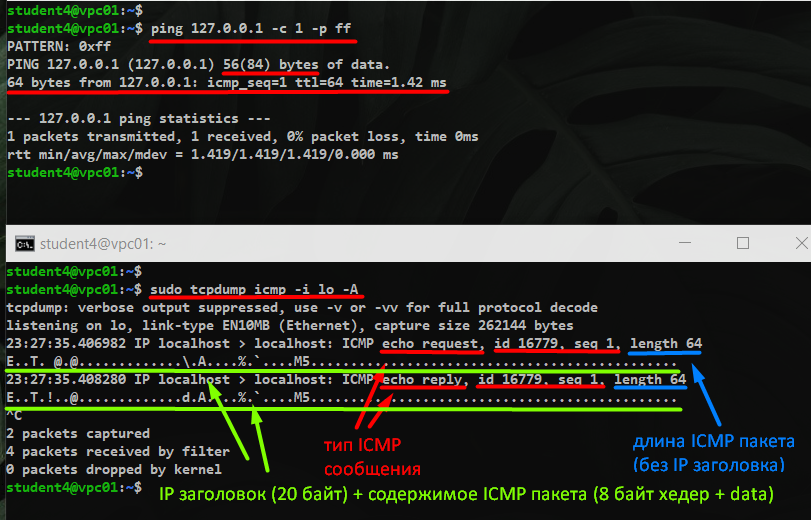 student4@vpc01:~$
student4@vpc01:~$ ping 127.0.0.1 -c 1 -p ff
PATTERN: 0xff
PING 127.0.0.1 (127.0.0.1) 56(84) bytes of data.
64 bytes from 127.0.0.1: icmp_seq=1 ttl=64 time=1.42 ms
--- 127.0.0.1 ping statistics ---
1 packets transmitted, 1 received, 0% packet loss, time 0ms
rtt min/avg/max/mdev = 1.419/1.419/1.419/0.000 ms
student4@vpc01:~$
student4@vpc01: ~
student4@vpc01:~$
student4@vpc01:~$ sudo tcpdump icmp -i lo -A
tcpdump: verbose output suppressed, use -v or -vv for full protocol decode
listening on lo, link-type EN10MB (Ethernet), capture size 262144 bytes
23:27:35.406982 IP localhost > localhost: ICMP echo request, id 16779, seq 1, length 64
E..T. @.@.............\.A....%.`....M5............................................
23:27:35.408280 IP localhost > localhost: ICMP echo reply, id 16779, seq 1, length 64
E..T.!..@.............d.A....%.`....M5............................................
^C
2 packets captured
4 packets received by filter
0 packets dropped by kernel
student4@vpc01:~$
тип ICMP
сообщения
длина ICMP пакета
(без IP заголовка)
IP заголовок (20 байт) + содержимое ICMP пакета (8 байт хедер + data)